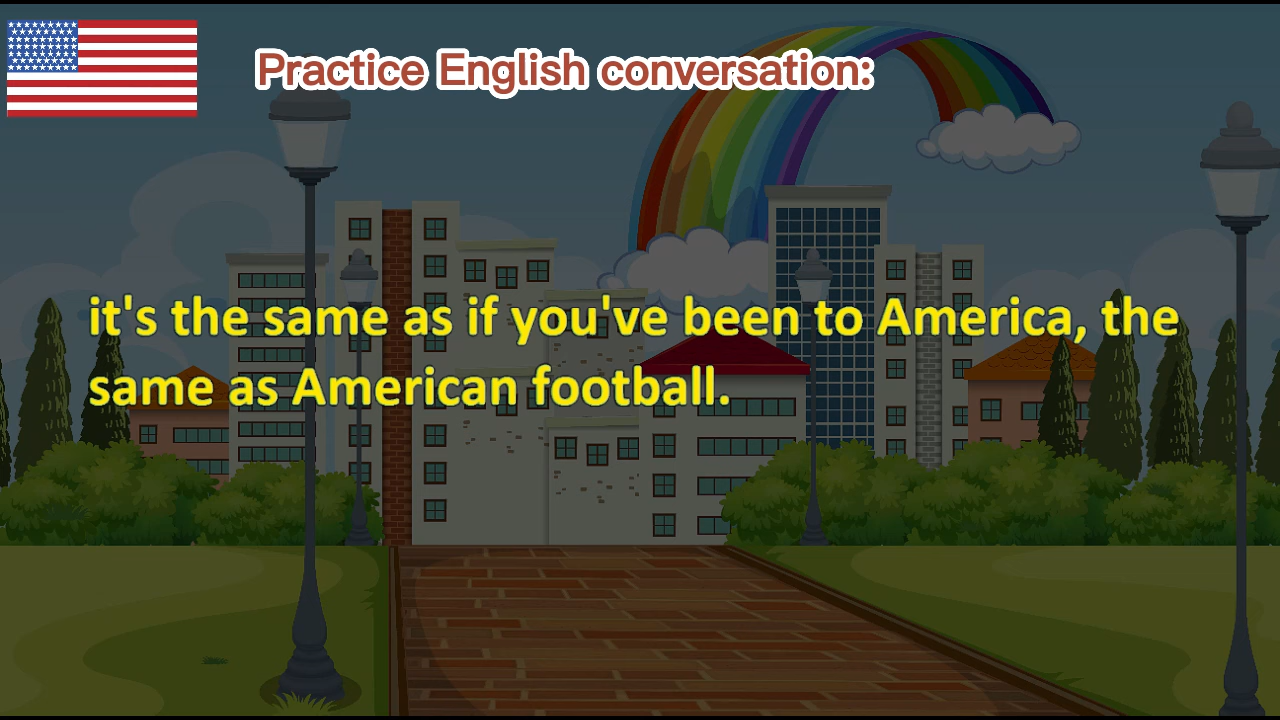 Practice English conversation:
it's the same as if you've been to America, the
same as American football.